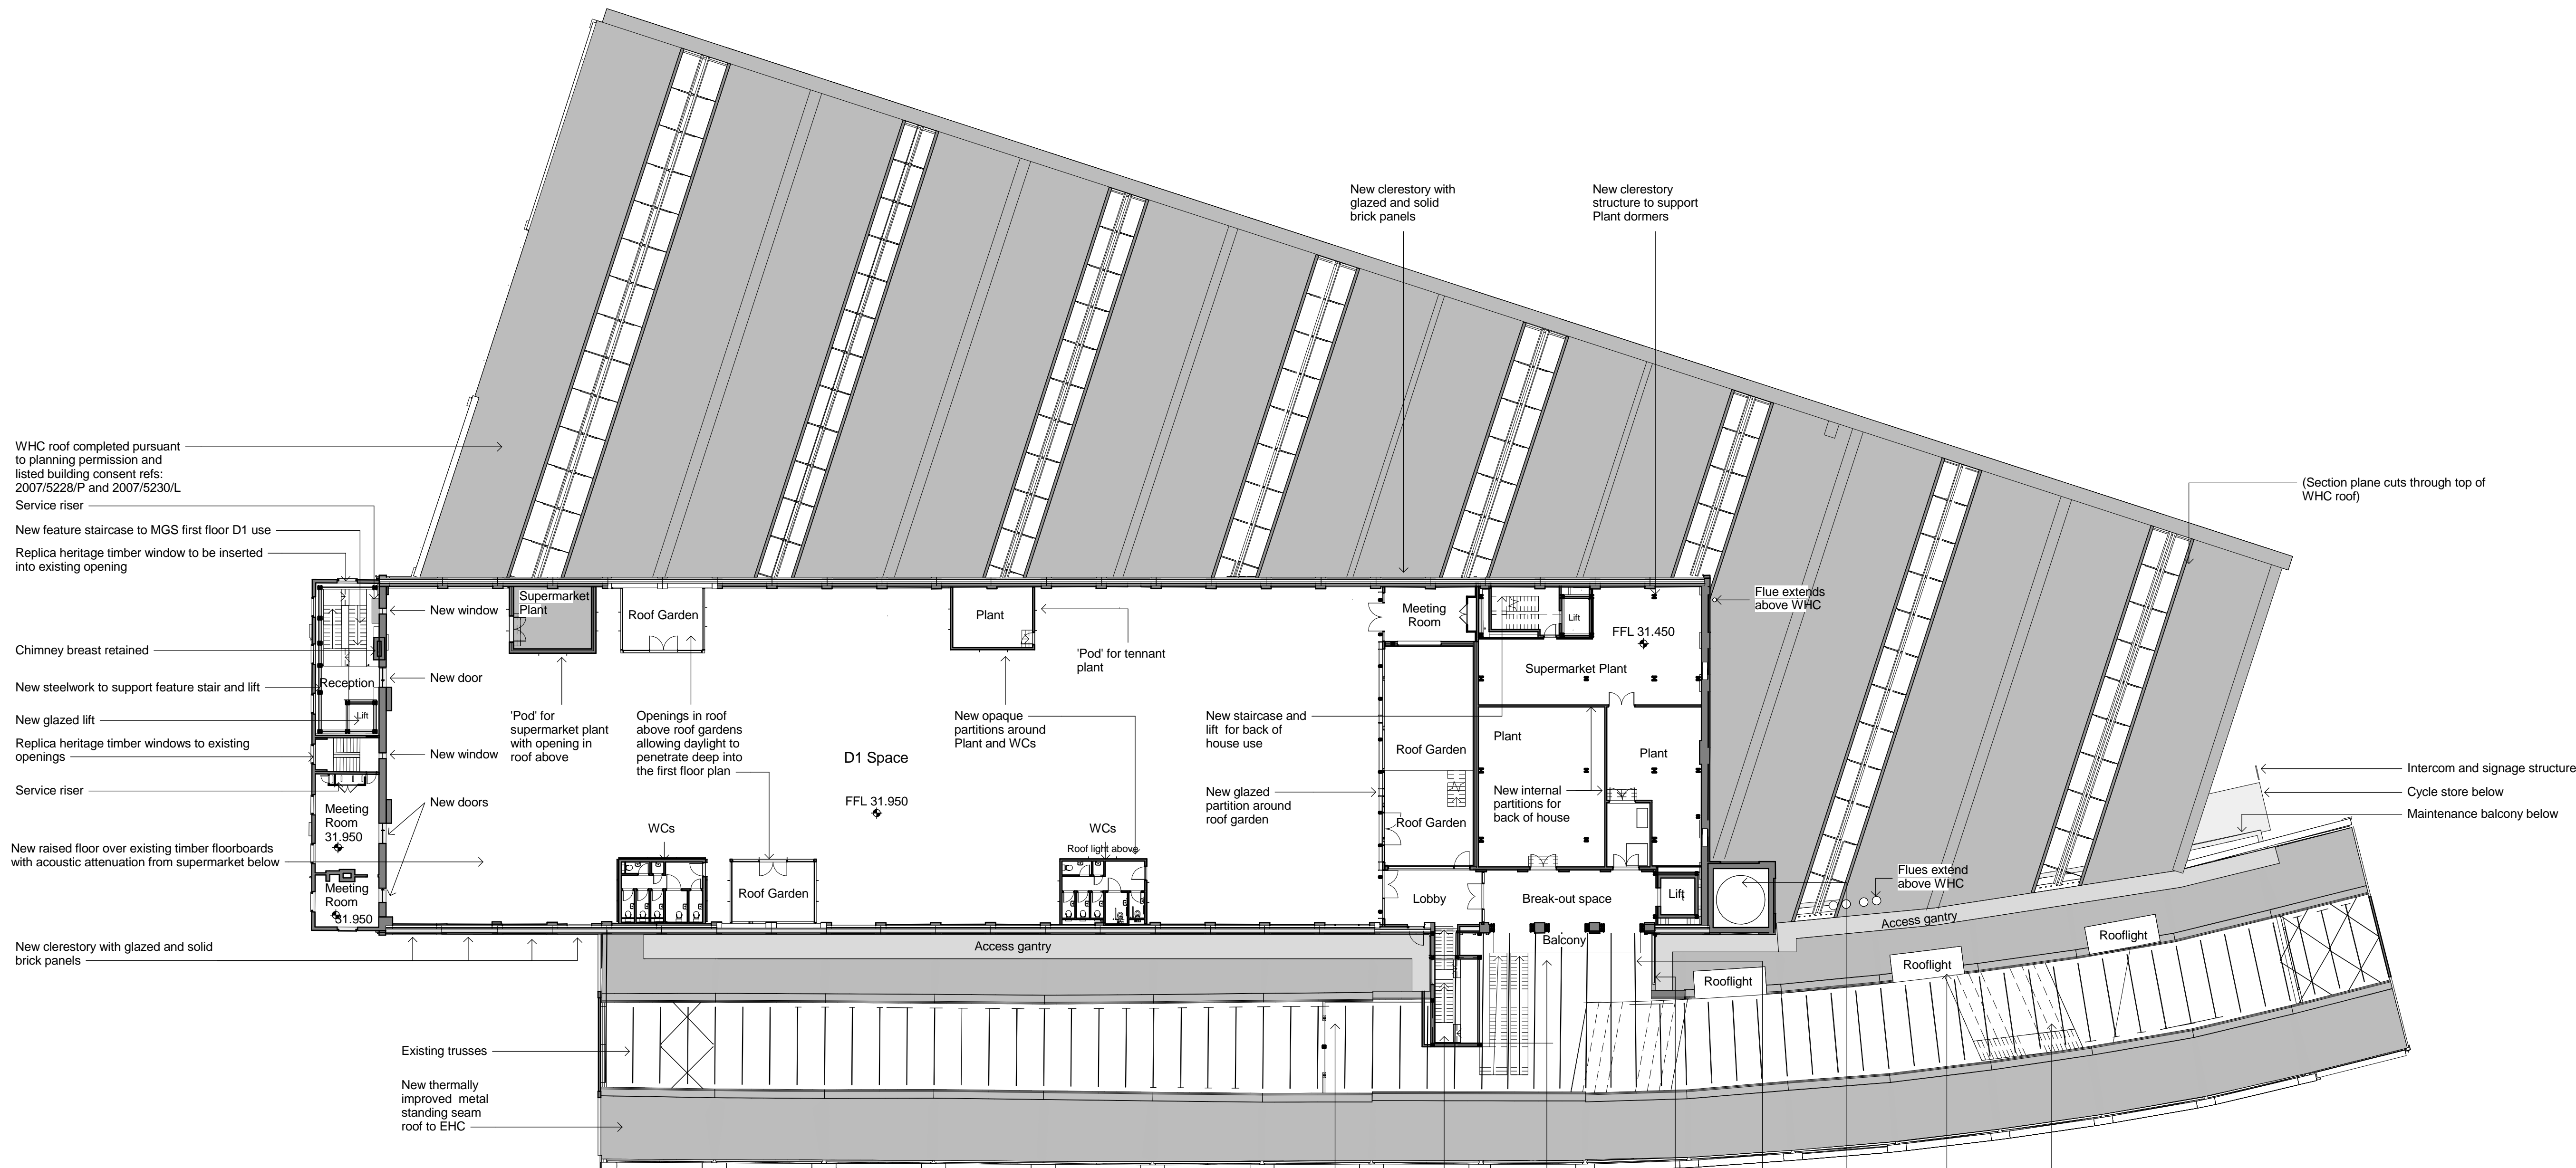 New clerestory with
glazed and solid
brick panels
New clerestory
structure to support
Plant dormers
WHC roof completed pursuant
to planning permission and
listed building consent refs:
2007/5228/P and 2007/5230/L
Service riser
New feature staircase to MGS first floor D1 use
Replica heritage timber window to be inserted
into existing opening
Chimney breast retained
New steelwork to support feature stair and lift
New glazed lift
Replica heritage timber windows to existing
openings
Service riser
New raised floor over existing timber floorboards
with acoustic attenuation from supermarket below
New clerestory with glazed and solid
brick panels
(Section plane cuts through top of
WHC roof)
New window
New door
New window
New doors
Reception
Lift
Meeting
Room
31.950
Meeting
Room
31.950
Supermarket
Plant
Roof Garden
Plant
'Pod' for tennant
plant
'Pod' for
supermarket plant
with opening in
roof above
Openings in roof
above roof gardens
allowing daylight to
penetrate deep into
the first floor plan
New opaque
partitions around
Plant and WCs
D1 Space
FFL 31.950
WCs
Roof Garden
WCs
Roof light above
New staircase and
lift for back of
house use
New glazed
partition around
roof garden
Meeting
Room
Lift
FFL 31.450
Supermarket Plant
Roof Garden
Roof Garden
Plant
New internal
partitions for
back of house
Plant
Lobby
Break-out space
Lift
Balcony
Flue extends
above WHC
Flues extend
above WHC
Intercom and signage structure
Cycle store below
Maintenance balcony below
Access gantry
Access gantry
Rooflight
Rooflight
Rooflight
Existing trusses
New thermally
improved metal
standing seam
roof to EHC